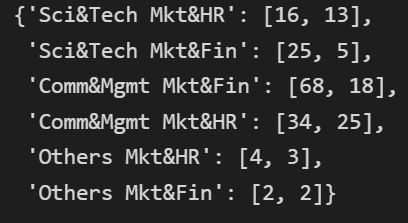 {'Sci&Tech Mkt&HR': [16, 13],
'Sci&Tech Mkt&Fin': [25, 5],
'Comm&Mgmt Mkt&Fin': [68, 18],
'Comm&Mgmt Mkt&HR': [34, 25],
'Others Mkt&HR': [4, 3],
'Others Mkt&Fin': [2, 2]}